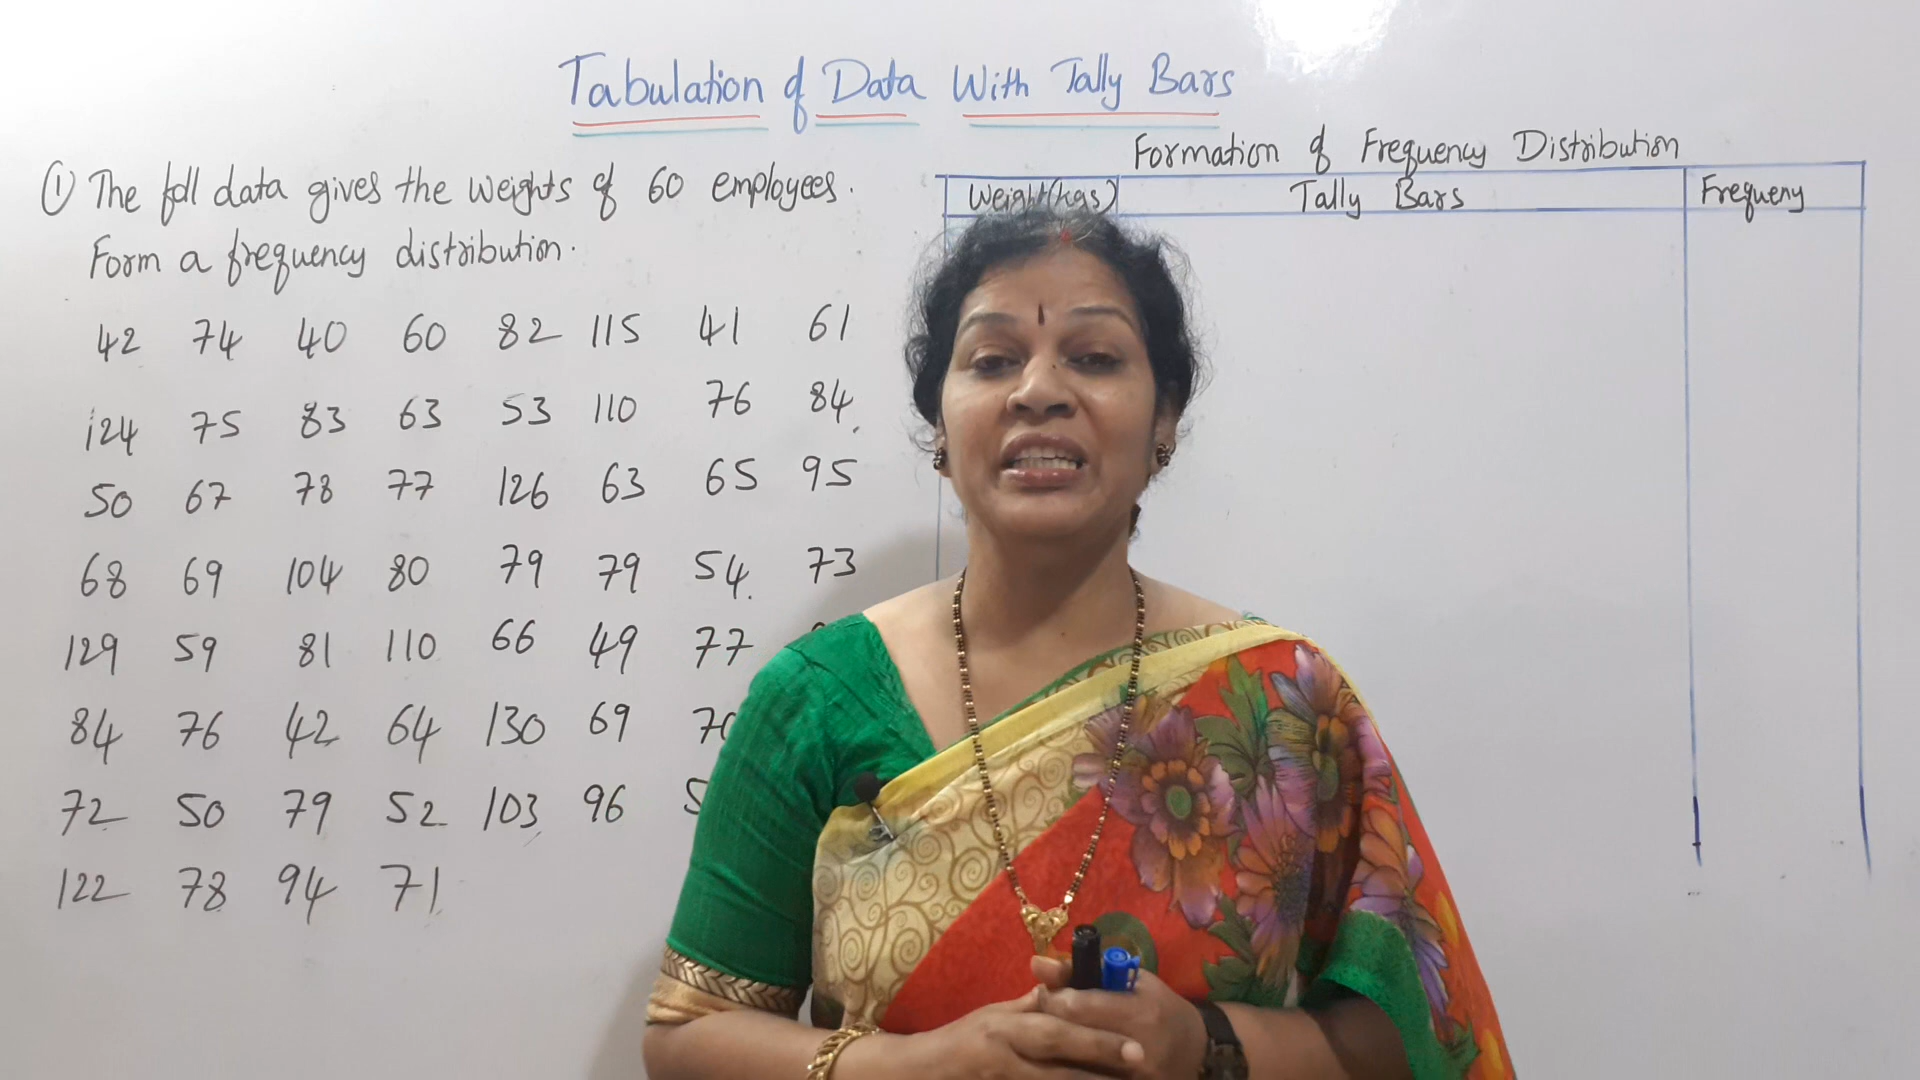 Tabulation of Data With Tally Bars
① The foll data gives the weights of 60 employees.
Form a frequency distribution.
42 74 40 60 82 115 41 61
124 75 83 63 53 110 76 84
50 67 78 77 126 63 65 95
68 69 104 80 79 79 54 73
129 59 81 110 66 49 77
84 76 42 64 130 69
72 50 79 52 103 96
122 78 94 71
Formation of Frequency Distribution
Weight(kgs) Tally Bars Frequeny